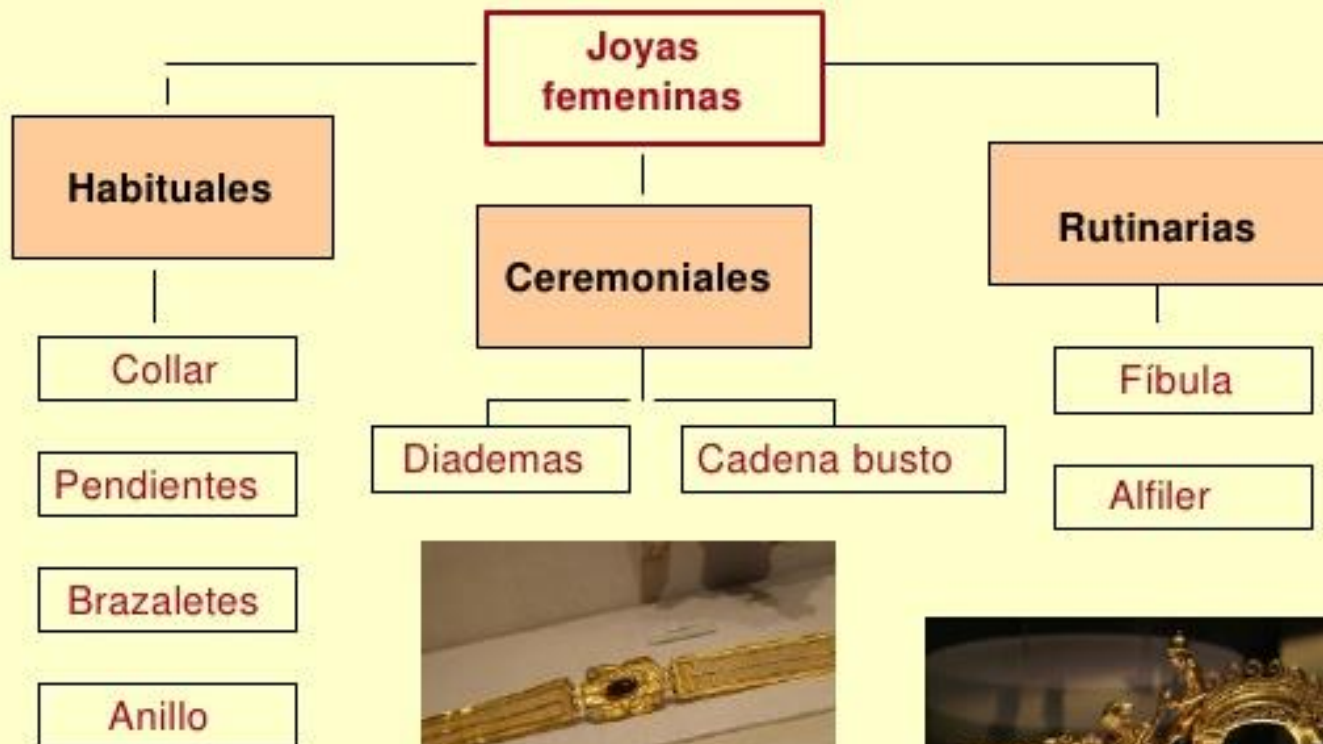 Joyas
femeninas
Habituales
Ceremoniales
Rutinarias
Collar
Pendientes
Brazaletes
Anillo
Diademas
Cadena busto
Fíbula
Alfiler